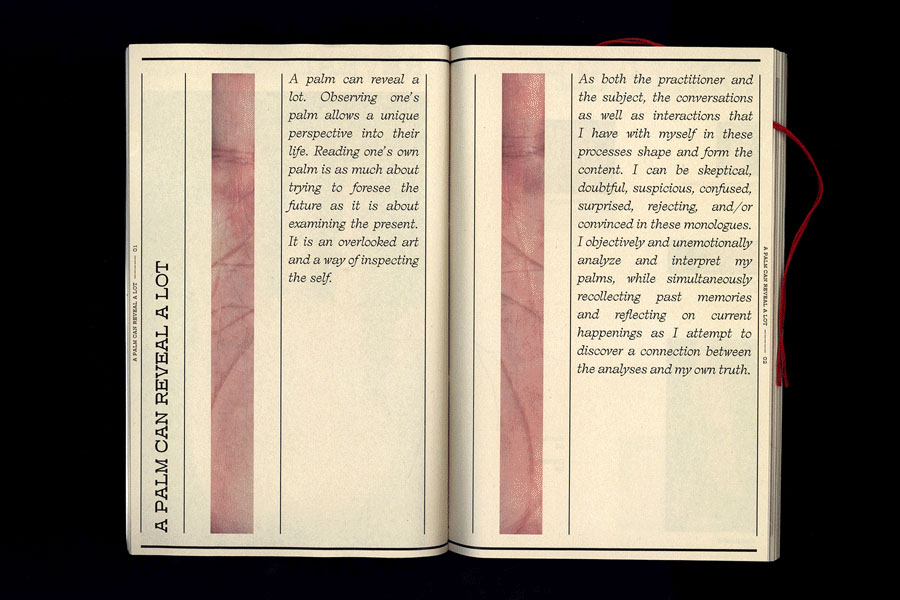 A PALM CAN REVEAL A LOT 01
A PALM CAN REVEAL A LOT
A palm can reveal a
lot. Observing one's
palm allows a unique
perspective into their
life. Reading one's own
palm is as much about
trying to foresee the
future as it is about
examining the present.
It is an overlooked art
and a way of inspecting
the self.
As both the practitioner and
the subject, the conversations
as well as interactions that
I have with myself in these
processes shape and form the
content. I can be skeptical,
doubtful, suspicious, confused,
surprised, rejecting, and/or
convinced in these monologues.
I objectively and unemotionally
analyze and interpret my
palms, while simultaneously
recollecting past memories
and reflecting on current
happenings as I attempt to
discover a connection between
the analyses and my own truth.
A PALM CAN REVEAL A LOT 02